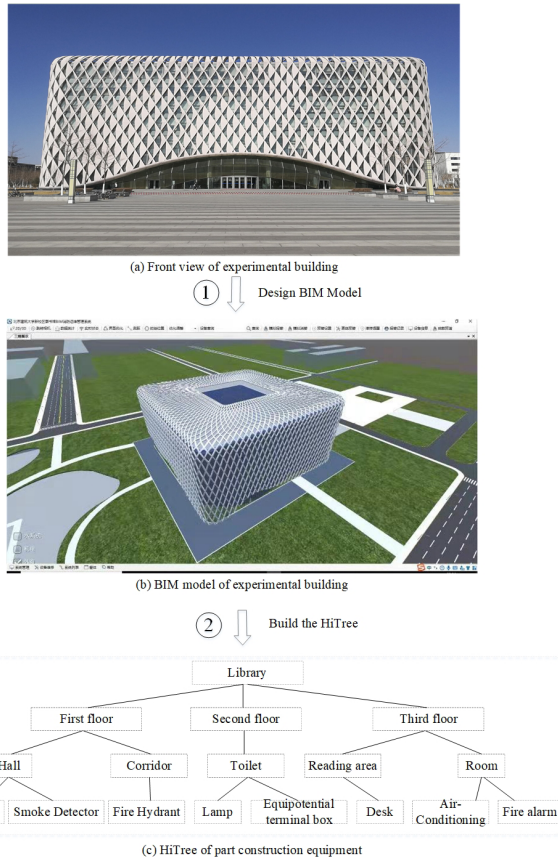 (a) Front view of experimental building
1 Design BIM Model
(b) BIM model of experimental building
2 Build the HiTree
Library
First floor Second floor Third floor
Hall Corridor Toilet Reading area Room
Smoke Detector Fire Hydrant Lamp Equipotential terminal box Desk Air-Conditioning Fire alarm
(c) HiTree of part construction equipment